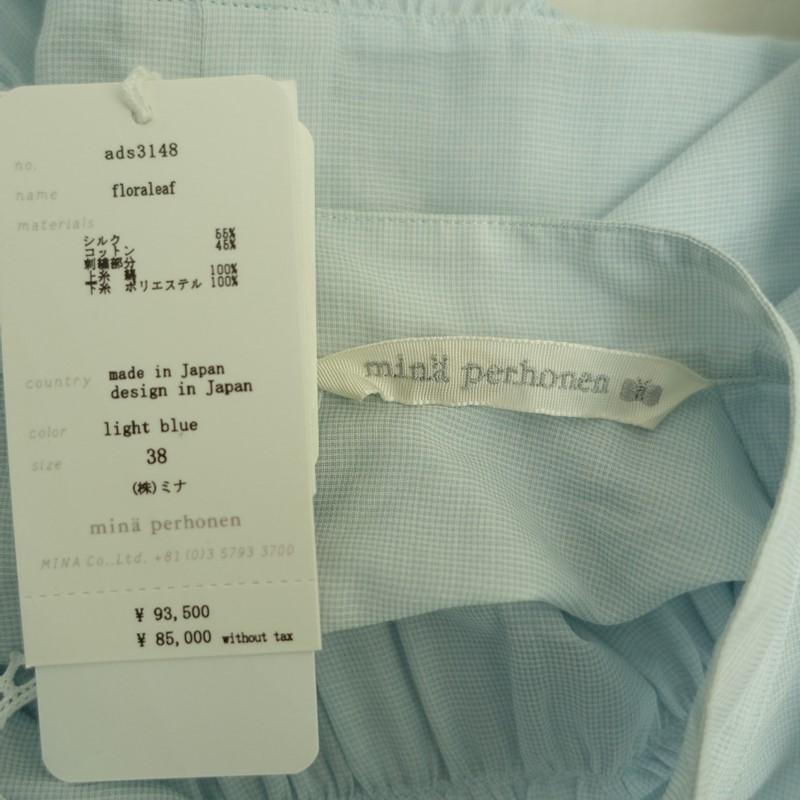 no. ads3148
name floraleaf
materials
シルク 55%
コットン 45%
刺繍部分
上糸 綿 100%
下糸 ポリエステル 100%
country made in Japan
design in Japan
color light blue
size 38
(株)ミナ
minä perhonen
MINA Co.,Ltd. +81 (0)3 5793 3700
¥ 93,500
¥ 85,000 without tax
minä perhonen